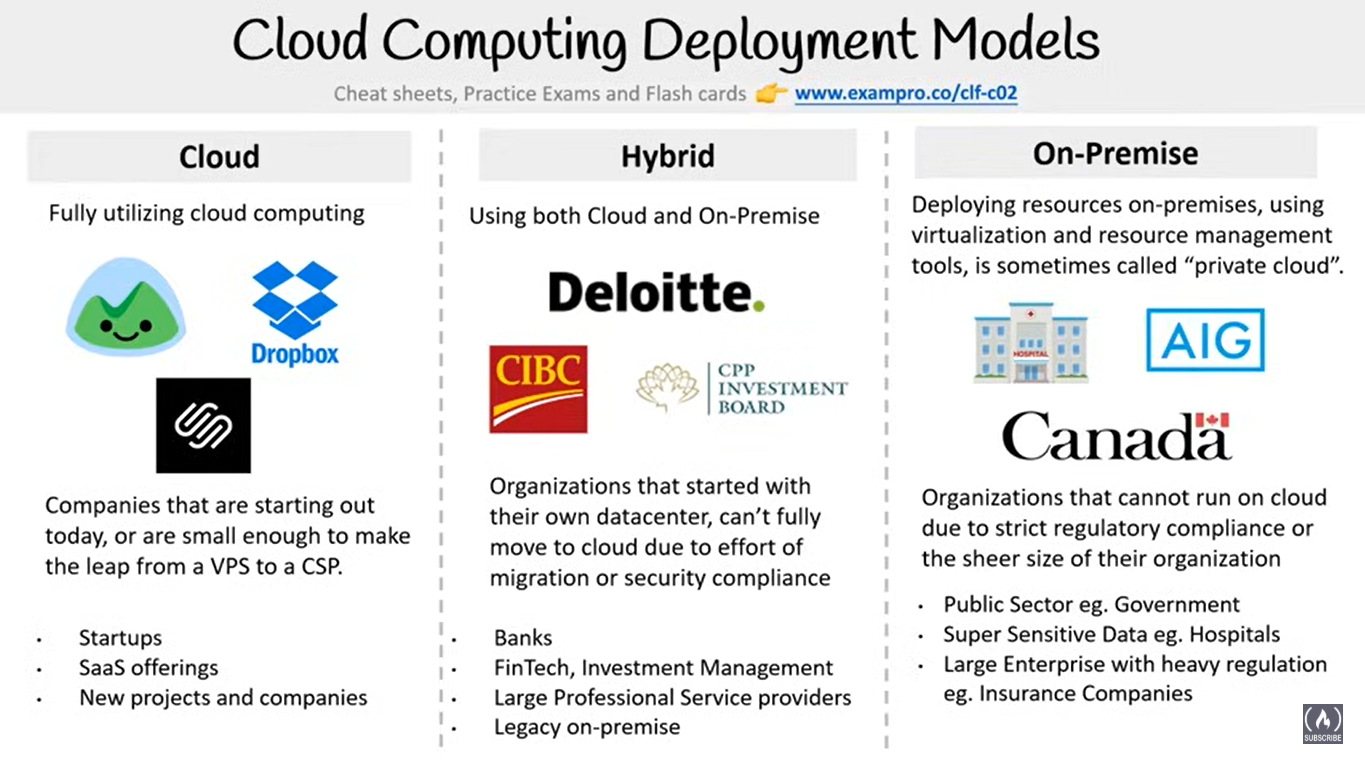 Cloud Computing Deployment Models
Cheat sheets, Practice Exams and Flash cards 👉 www.exampro.co/clf-c02
Cloud
Fully utilizing cloud computing
Dropbox
Companies that are starting out
today, or are small enough to make
the leap from a VPS to a CSP.
· Startups
· SaaS offerings
· New projects and companies
Hybrid
Using both Cloud and On-Premise
Deloitte.
CIBC
CPP
INVESTMENT
BOARD
Organizations that started with
their own datacenter, can't fully
move to cloud due to effort of
migration or security compliance
· Banks
· FinTech, Investment Management
· Large Professional Service providers
· Legacy on-premise
On-Premise
Deploying resources on-premises, using
virtualization and resource management
tools, is sometimes called “private cloud”.
HOSPITAL
AIG
Canada
Organizations that cannot run on cloud
due to strict regulatory compliance or
the sheer size of their organization
· Public Sector eg. Government
· Super Sensitive Data eg. Hospitals
· Large Enterprise with heavy regulation
eg. Insurance Companies
SUBSCRIBE